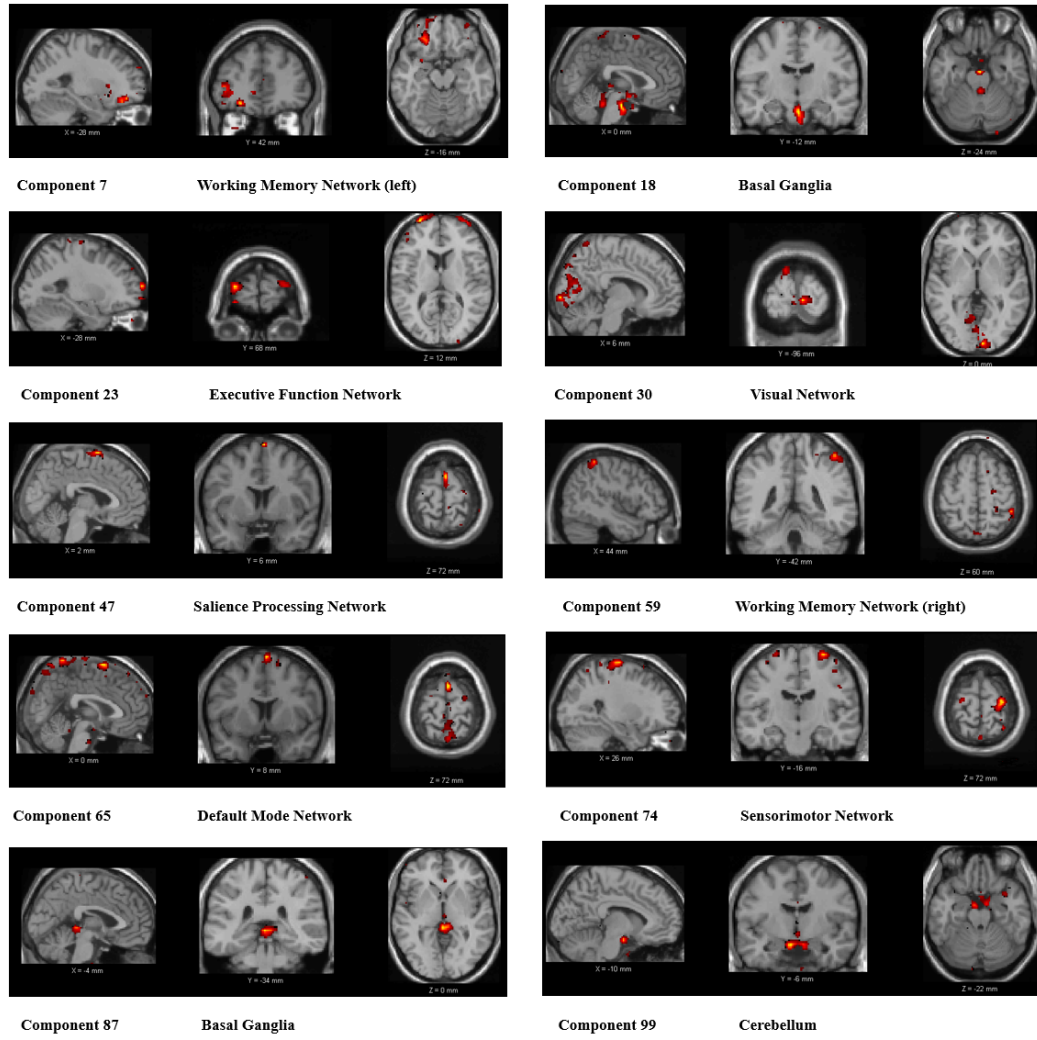 X = -28 mm
Y = 42 mm
Z = -16 mm
Component 7 Working Memory Network (left)
X = 0 mm
Y = -12 mm
Z = -24 mm
Component 18 Basal Ganglia
X = -28 mm
Y = 68 mm
Z = 12 mm
Component 23 Executive Function Network
X = 6 mm
Y = -96 mm
Z = 0 mm
Component 30 Visual Network
X = 2 mm
Y = 6 mm
Z = 72 mm
Component 47 Salience Processing Network
X = 44 mm
Y = -42 mm
Z = 60 mm
Component 59 Working Memory Network (right)
X = 0 mm
Y = 8 mm
Z = 72 mm
Component 65 Default Mode Network
X = 26 mm
Y = -16 mm
Z = 72 mm
Component 74 Sensorimotor Network
X = -4 mm
Y = -34 mm
Z = 0 mm
Component 87 Basal Ganglia
X = -10 mm
Y = -6 mm
Z = -22 mm
Component 99 Cerebellum